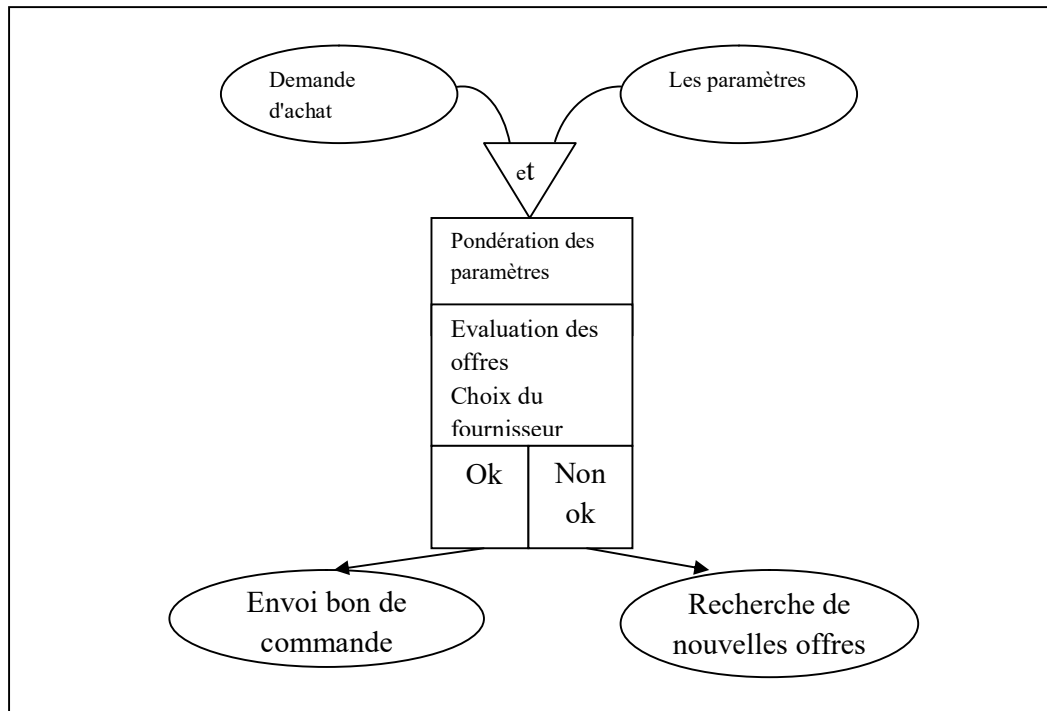 Demande
d'achat
Les paramètres
et
Pondération des
paramètres
Evaluation des
offres
Choix du
fournisseur
Ok
Non
ok
Envoi bon de
commande
Recherche de
nouvelles offres